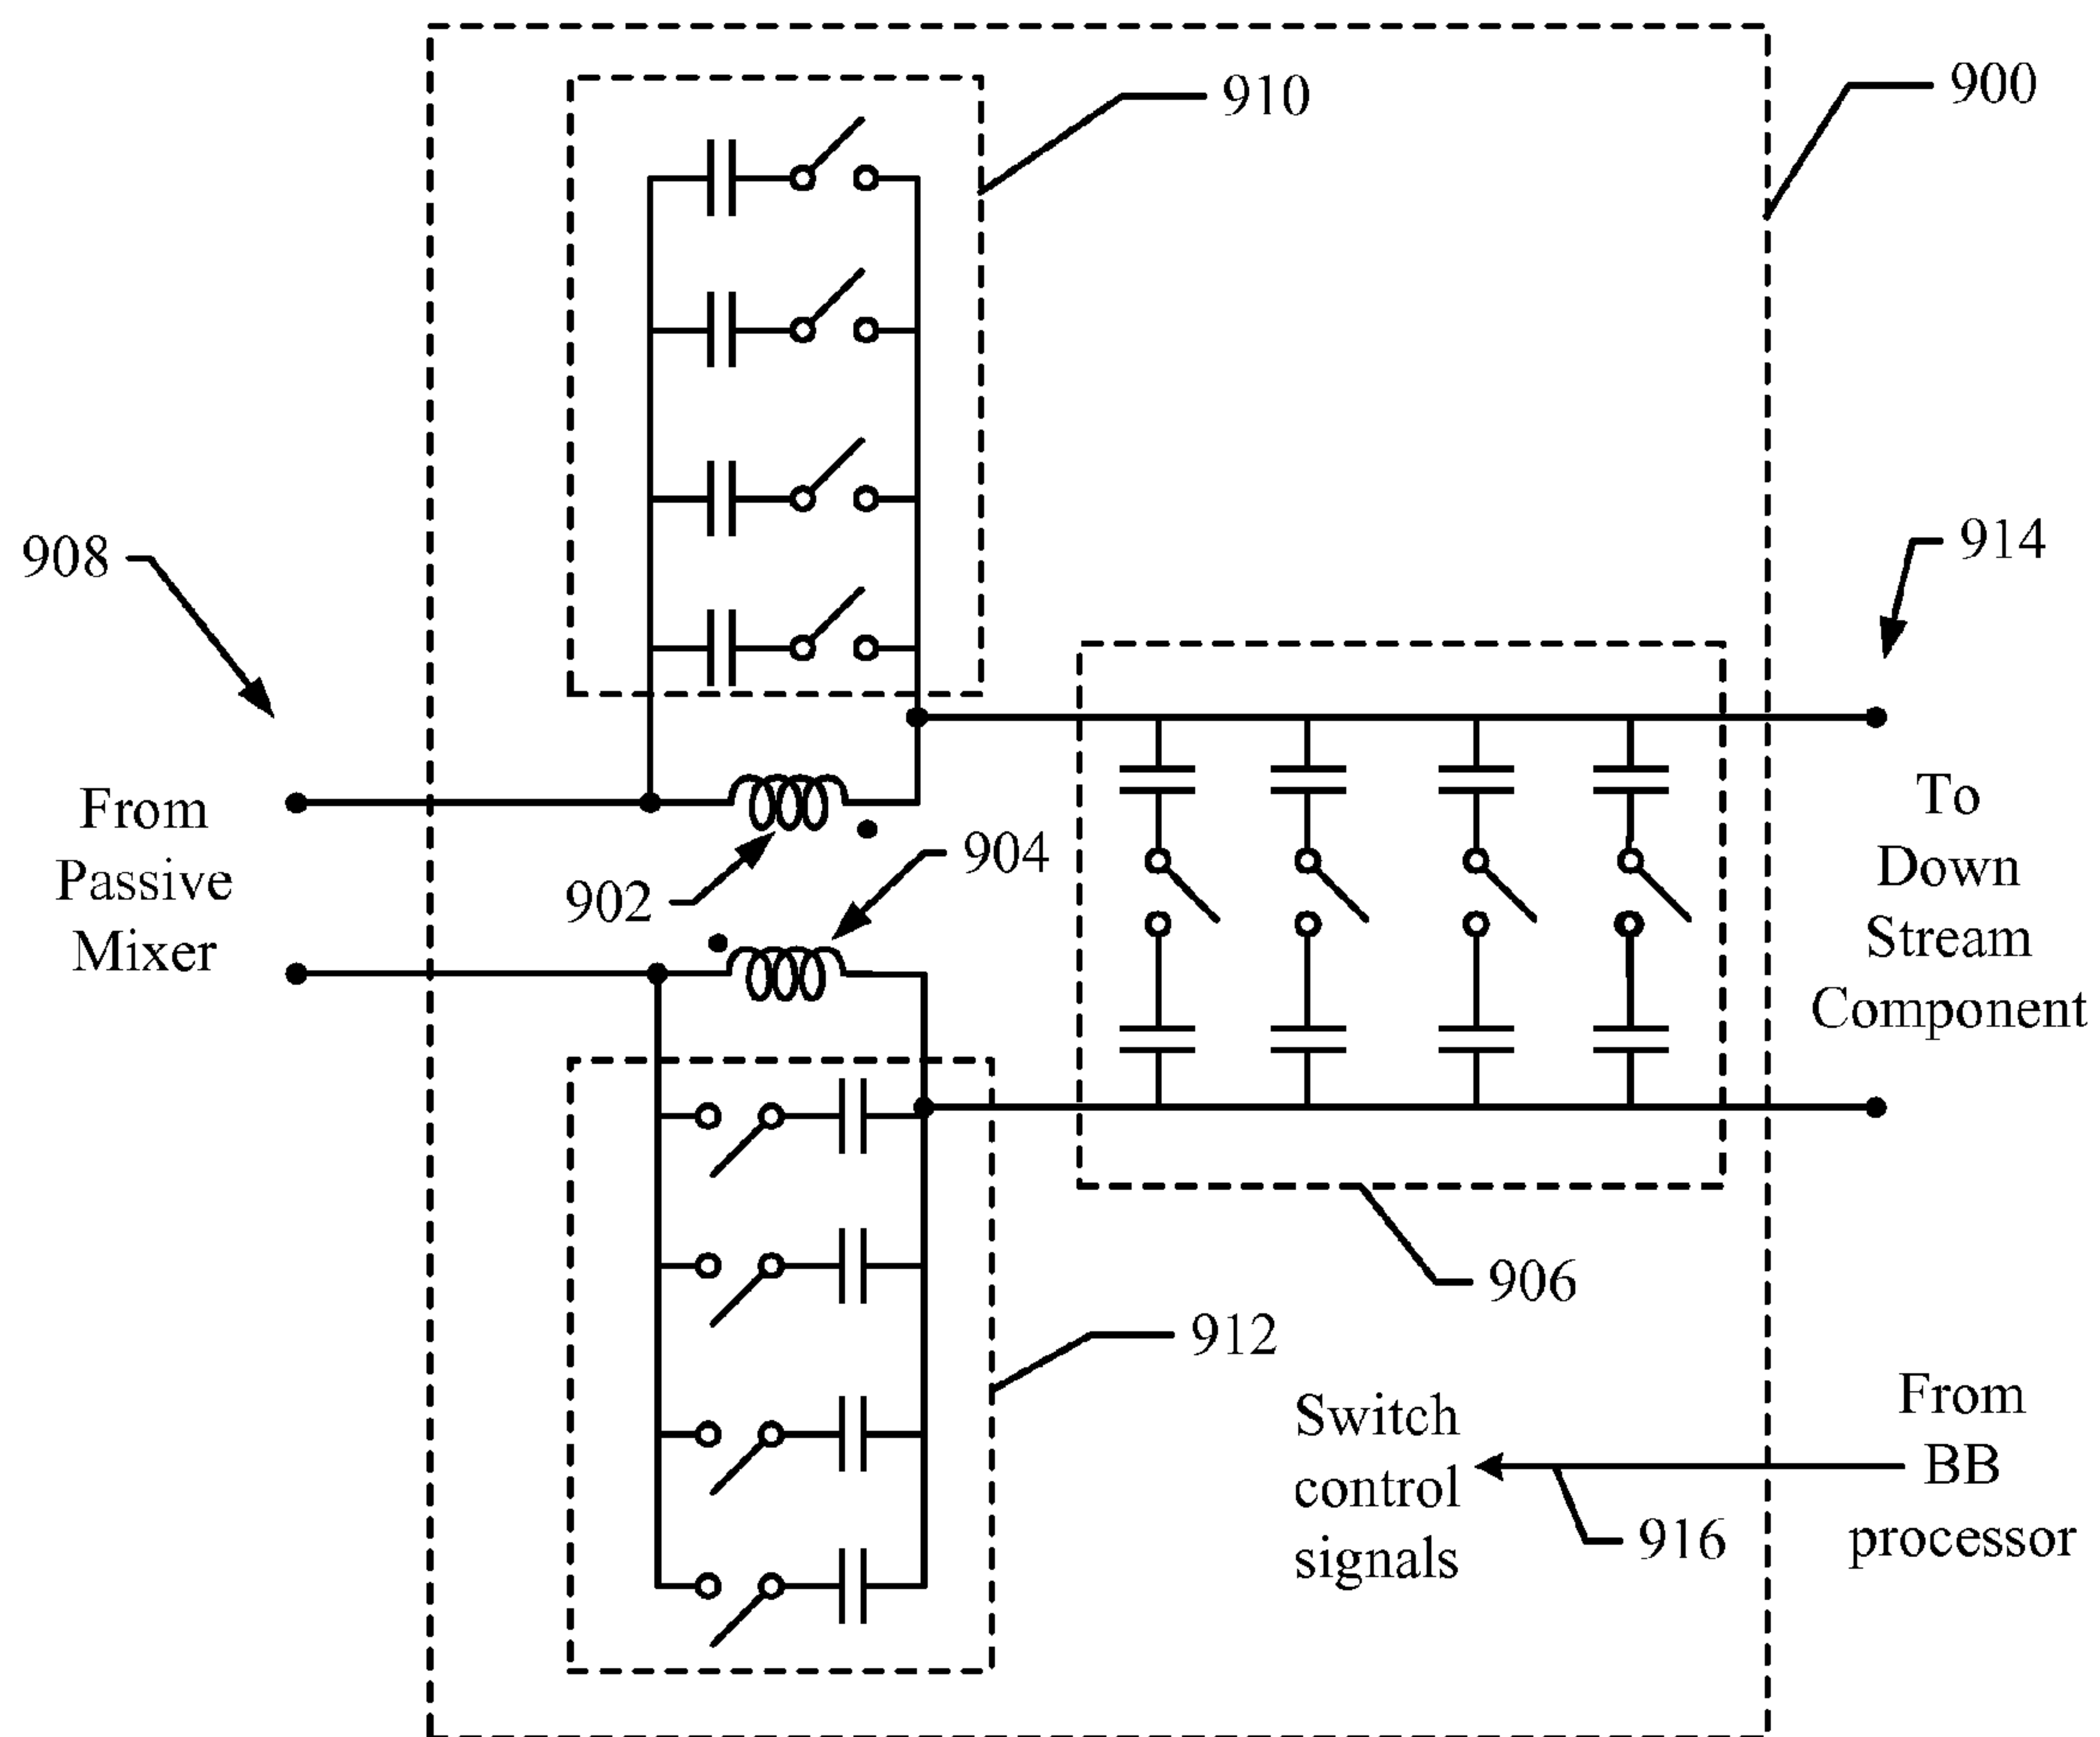 900
910
914
908
From
Passive
Mixer
902
904
To
Down
Stream
Component
906
912
Switch
control
signals
916
From
BB
processor